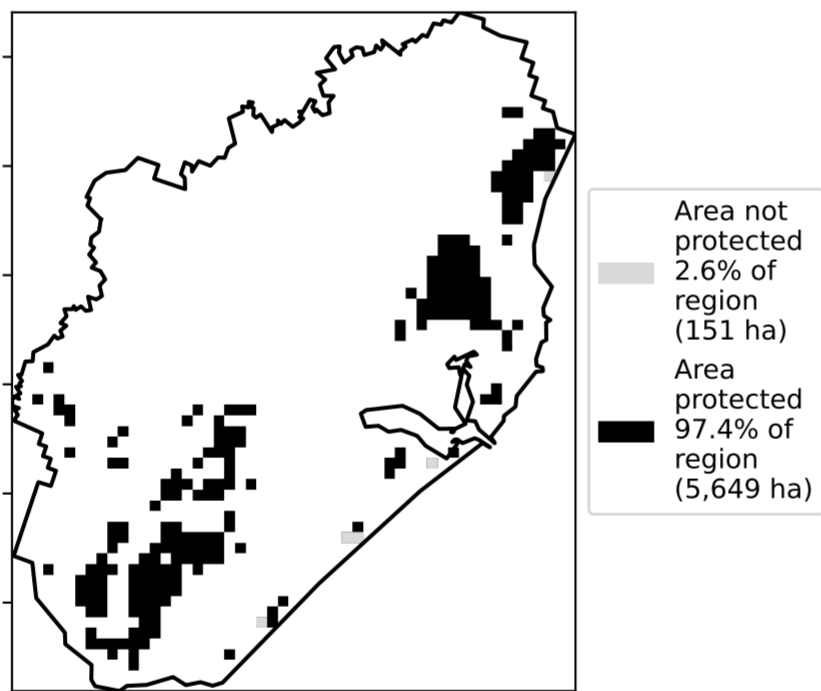 Area not
protected
2.6% of
region
(151 ha)
Area
protected
97.4% of
region
(5,649 ha)